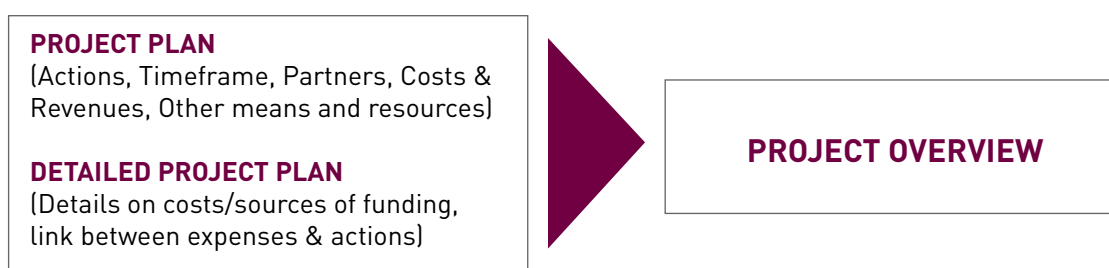 PROJECT PLAN
(Actions, Timeframe, Partners, Costs &
Revenues, Other means and resources)
DETAILED PROJECT PLAN
(Details on costs/sources of funding,
link between expenses & actions)
PROJECT OVERVIEW